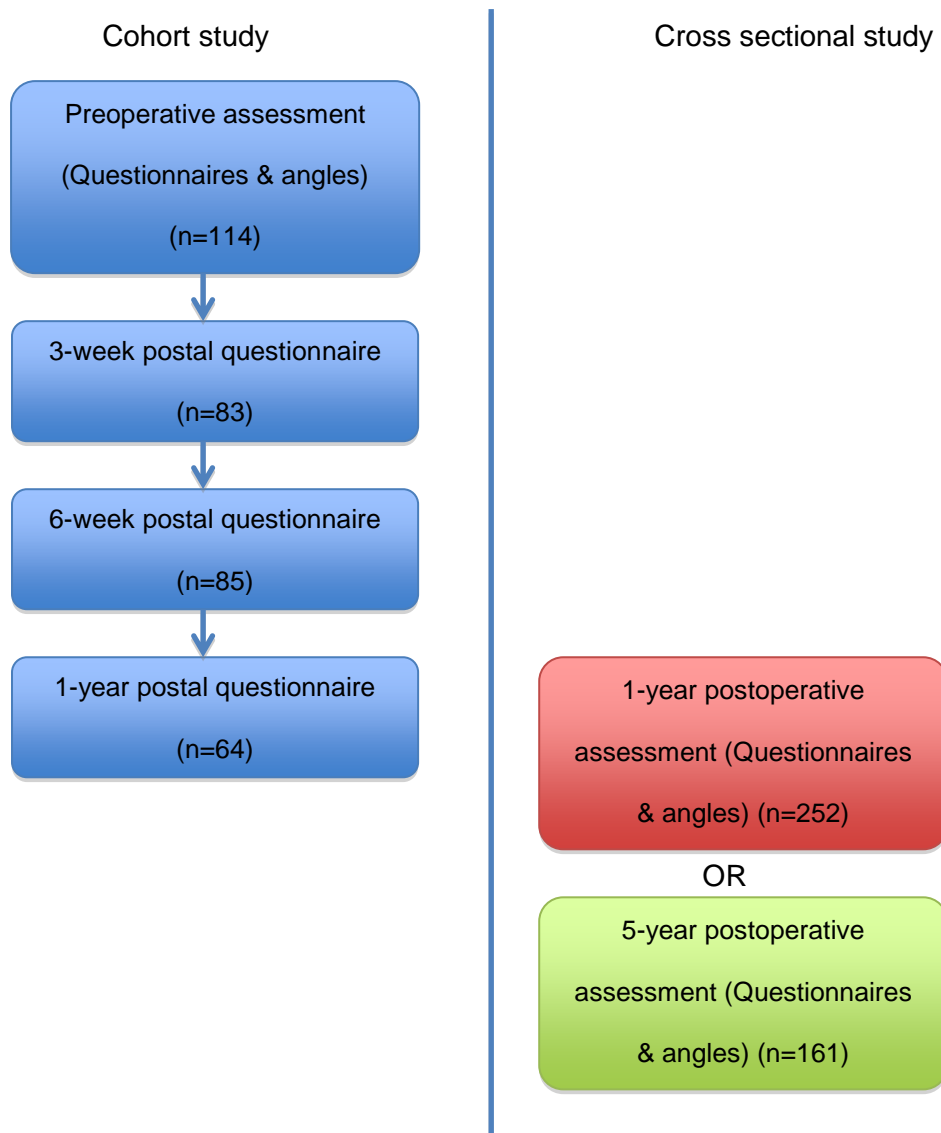 Cohort study
Preoperative assessment
(Questionnaires & angles)
(n=114)
3-week postal questionnaire
(n=83)
6-week postal questionnaire
(n=85)
1-year postal questionnaire
(n=64)
Cross sectional study
1-year postoperative
assessment (Questionnaires
& angles) (n=252)
OR
5-year postoperative
assessment (Questionnaires
& angles) (n=161)